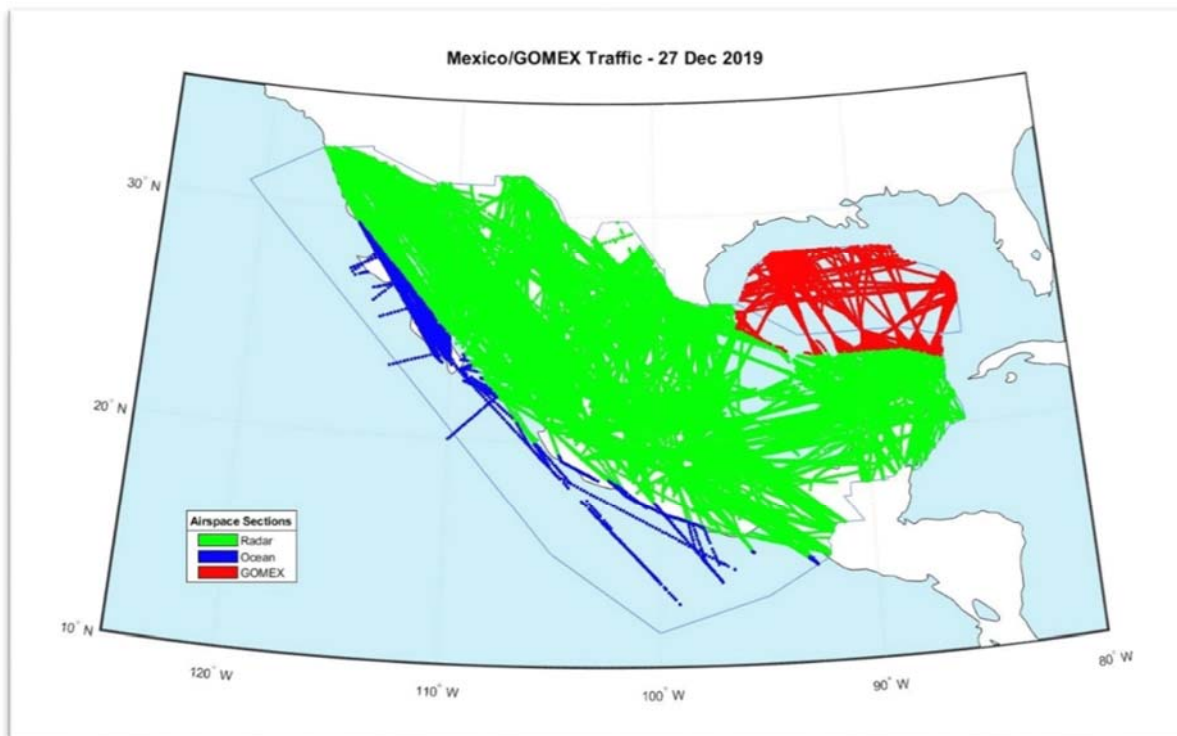 Mexico/GOMEX Traffic - 27 Dec 2019
30° N
20° N
10° N
120° W
110° W
100° W
90° W
80° W
Airspace Sections
Radar
Ocean
GOMEX